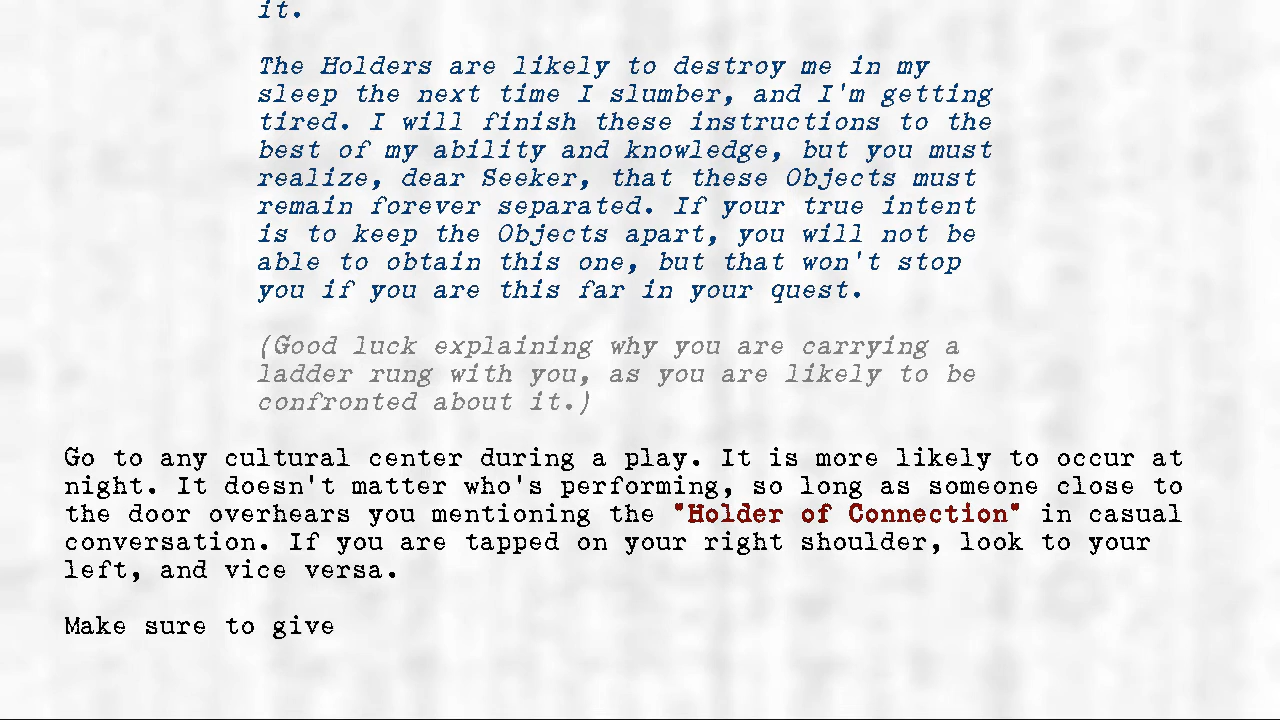 it.
The Holders are likely to destroy me in my
sleep the next time I slumber, and I'm getting
tired. I will finish these instructions to the
best of my ability and knowledge, but you must
realize, dear Seeker, that these Objects must
remain forever separated. If your true intent
is to keep the Objects apart, you will not be
able to obtain this one, but that won't stop
you if you are this far in your quest.
(Good luck explaining why you are carrying a
ladder rung with you, as you are likely to be
confronted about it.)
Go to any cultural center during a play. It is more likely to occur at
night. It doesn't matter who's performing, so long as someone close to
the door overhears you mentioning the "Holder of Connection" in casual
conversation. If you are tapped on your right shoulder, look to your
left, and vice versa.
Make sure to give